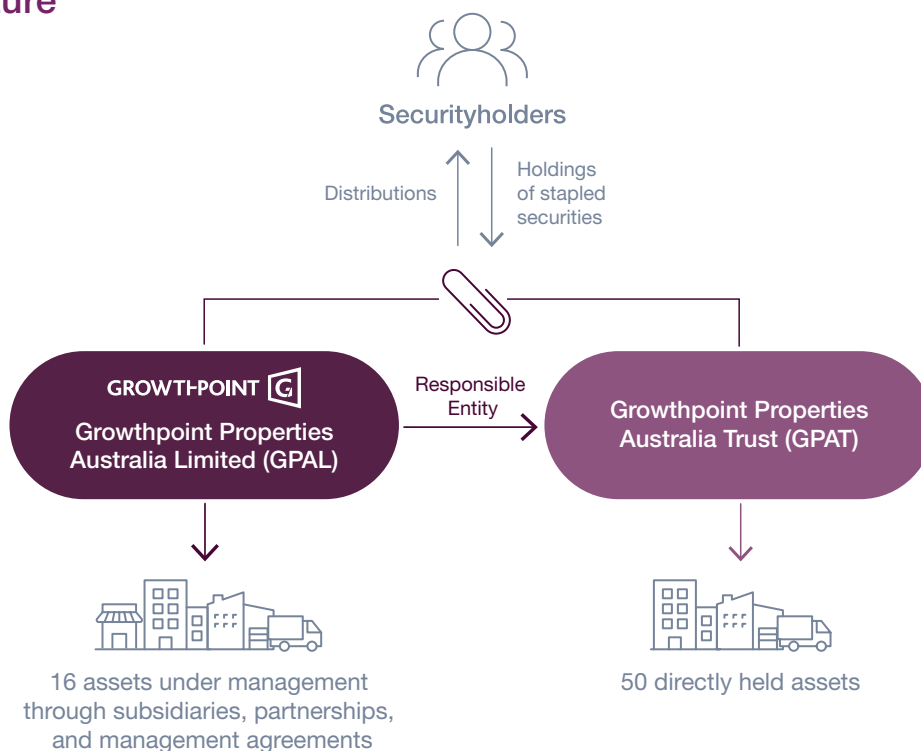 ure
Securityholders
Distributions
Holdings
of stapled
securities
GROWTHPOINT G
Growthpoint Properties
Australia Limited (GPAL)
Responsible
Entity
Growthpoint Properties
Australia Trust (GPAT)
16 assets under management
through subsidiaries, partnerships,
and management agreements
50 directly held assets